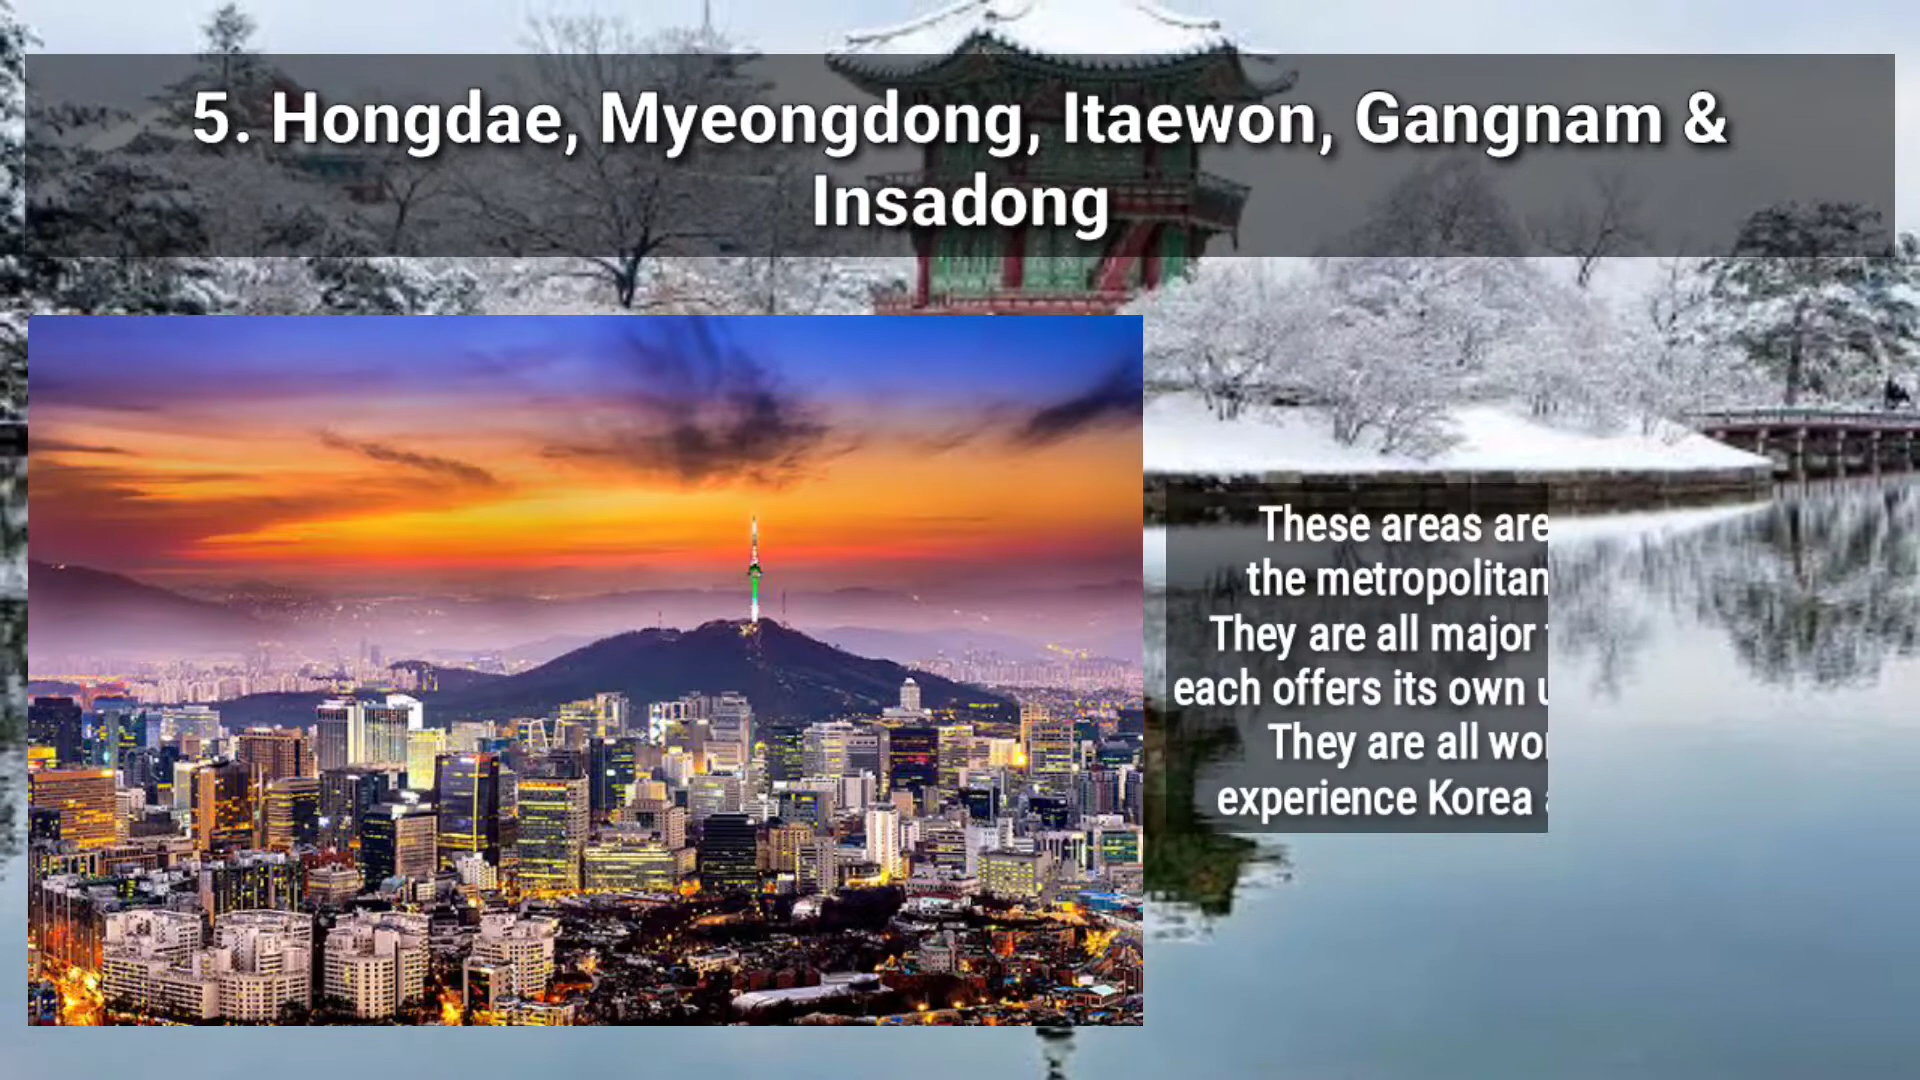 5. Hongdae, Myeongdong, Itaewon, Gangnam &
Insadong
These areas are
the metropolitan
They are all major
each offers its own
They are all
experience Korea